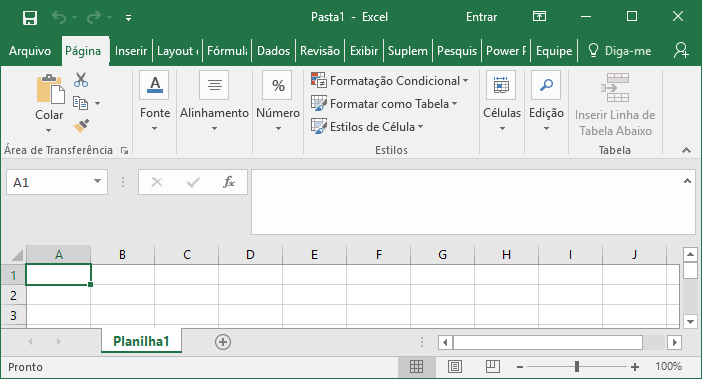 Pasta1 - Excel Entrar
Arquivo Página Inserir Layout d Fórmula Dados Revisão Exibir Suplem Pesquis Power P Equipe Diga-me
Colar
Área de Transferência
A
Fonte
Alinhamento
%
Número
Formatação Condicional
Formatar como Tabela
Estilos de Célula
Estilos
Células
Edição
Inserir Linha de
Tabela Abaixo
Tabela
A1 fx
A B C D E F G H I J
1
2
3
Planilha1
Pronto 100%